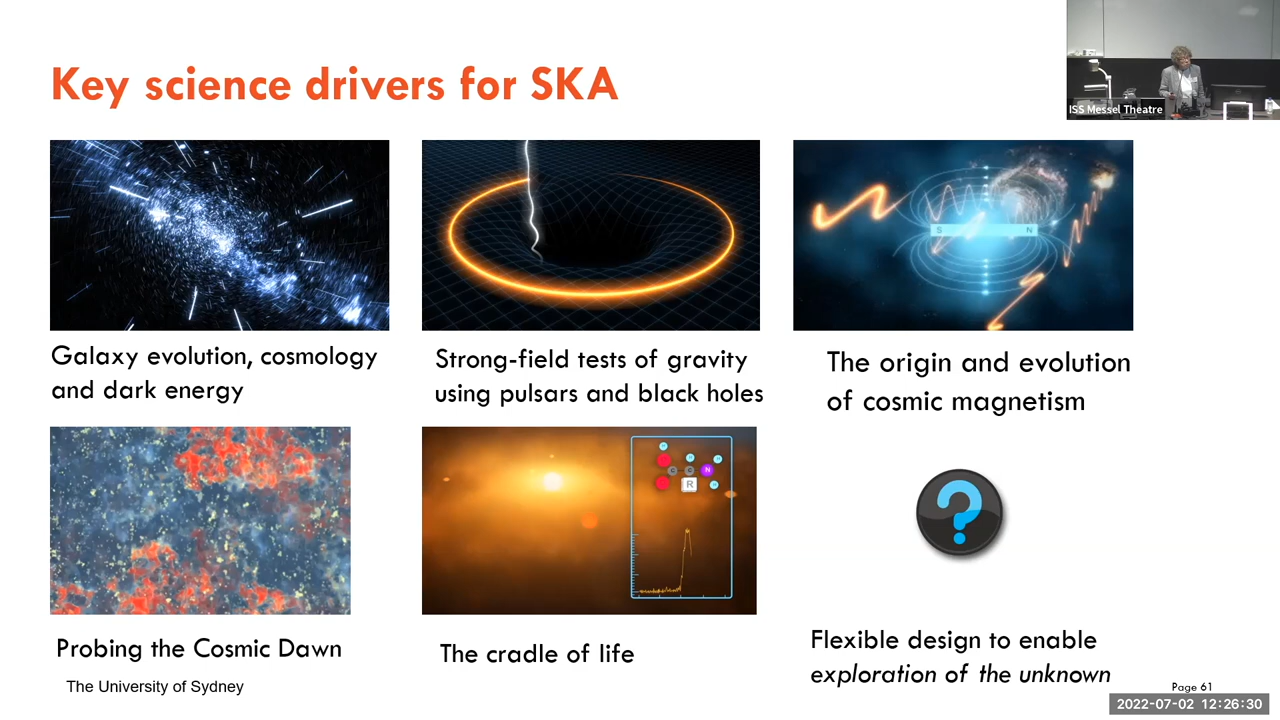 Key science drivers for SKA
ISS Messel Theatre
S N
Galaxy evolution, cosmology
and dark energy
Strong-field tests of gravity
using pulsars and black holes
The origin and evolution
of cosmic magnetism
C C N
R
?
Probing the Cosmic Dawn
The cradle of life
Flexible design to enable
exploration of the unknown
The University of Sydney
Page 61
2022-07-02 12:26:30